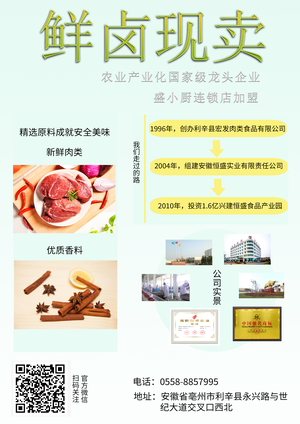 鲜卤现卖
农业产业化国家级龙头企业
盛小厨连锁店加盟
精选原料成就安全美味
新鲜肉类
优质香料
我们走过的路
1996年，创办利辛县宏发肉类食品有限公司
2004年，组建安徽恒盛实业有限责任公司
2010年，投资1.6亿兴建恒盛食品产业园
公司实景
官方微信
扫码关注
电话：0558-8857995
地址：安徽省亳州市利辛县永兴路与世
纪大道交叉口西北